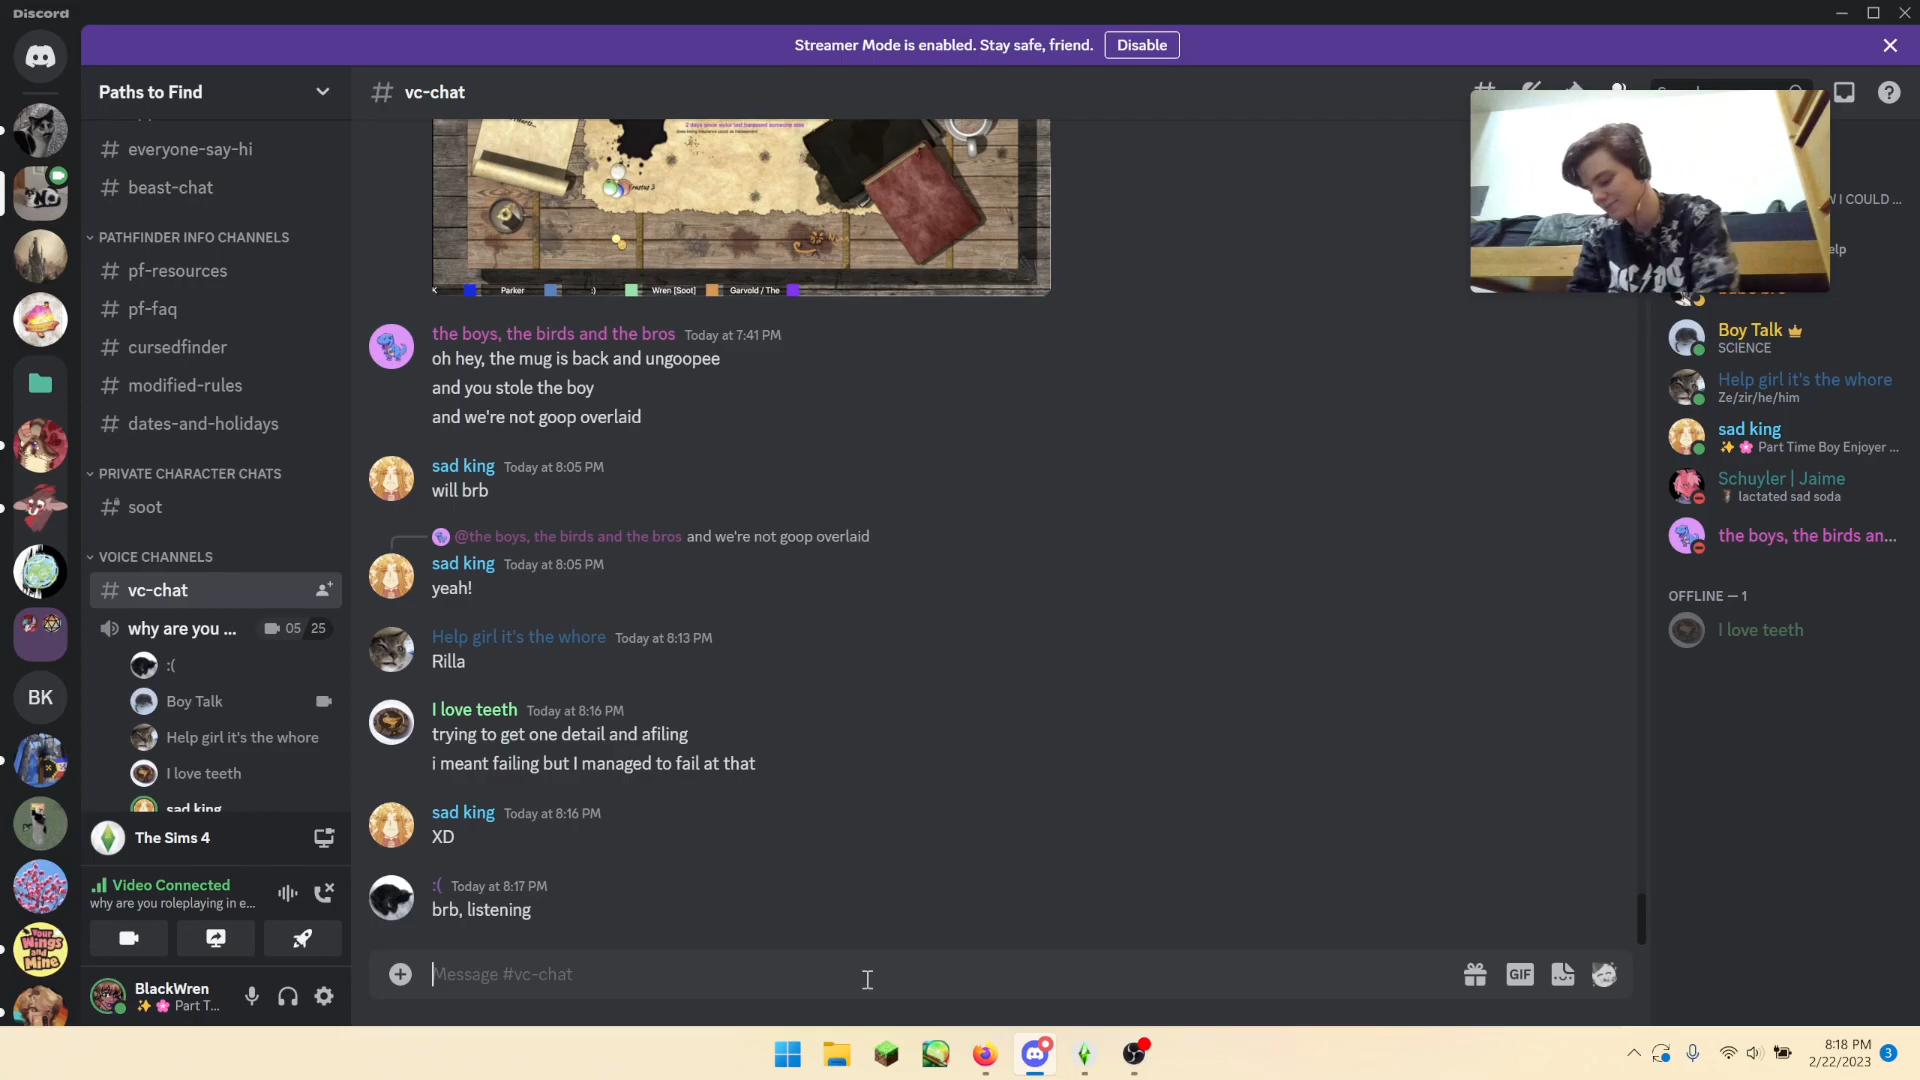 Discord
Streamer Mode is enabled. Stay safe, friend. Disable
Paths to Find
everyone-say-hi
beast-chat
PATHFINDER INFO CHANNELS
pf-resources
pf-faq
cursedfinder
modified-rules
dates-and-holidays
PRIVATE CHARACTER CHATS
soot
VOICE CHANNELS
vc-chat
why are you ... 05 25
:(
Boy Talk
Help girl it's the whore
I love teeth
sad king
The Sims 4
Video Connected
why are you roleplaying in e...
BlackWren
✨ 🌸 Part T...
BK
Your Wings and Mine
# vc-chat
Parker :) Wren [Soot] Garvold / The
the boys, the birds and the bros Today at 7:41 PM
oh hey, the mug is back and ungoopee
and you stole the boy
and we're not goop overlaid
sad king Today at 8:05 PM
will brb
@the boys, the birds and the bros and we're not goop overlaid
sad king Today at 8:05 PM
yeah!
Help girl it's the whore Today at 8:13 PM
Rilla
I love teeth Today at 8:16 PM
trying to get one detail and afiling
i meant failing but I managed to fail at that
sad king Today at 8:16 PM
XD
:( Today at 8:17 PM
brb, listening
Message #vc-chat
GIF
I COULD ...
elp
Boy Talk
SCIENCE
Help girl it's the whore
Ze/zir/he/him
sad king
✨ 🌸 Part Time Boy Enjoyer ...
Schuyler | Jaime
lactated sad soda
the boys, the birds an...
OFFLINE — 1
I love teeth
8:18 PM
2/22/2023
3